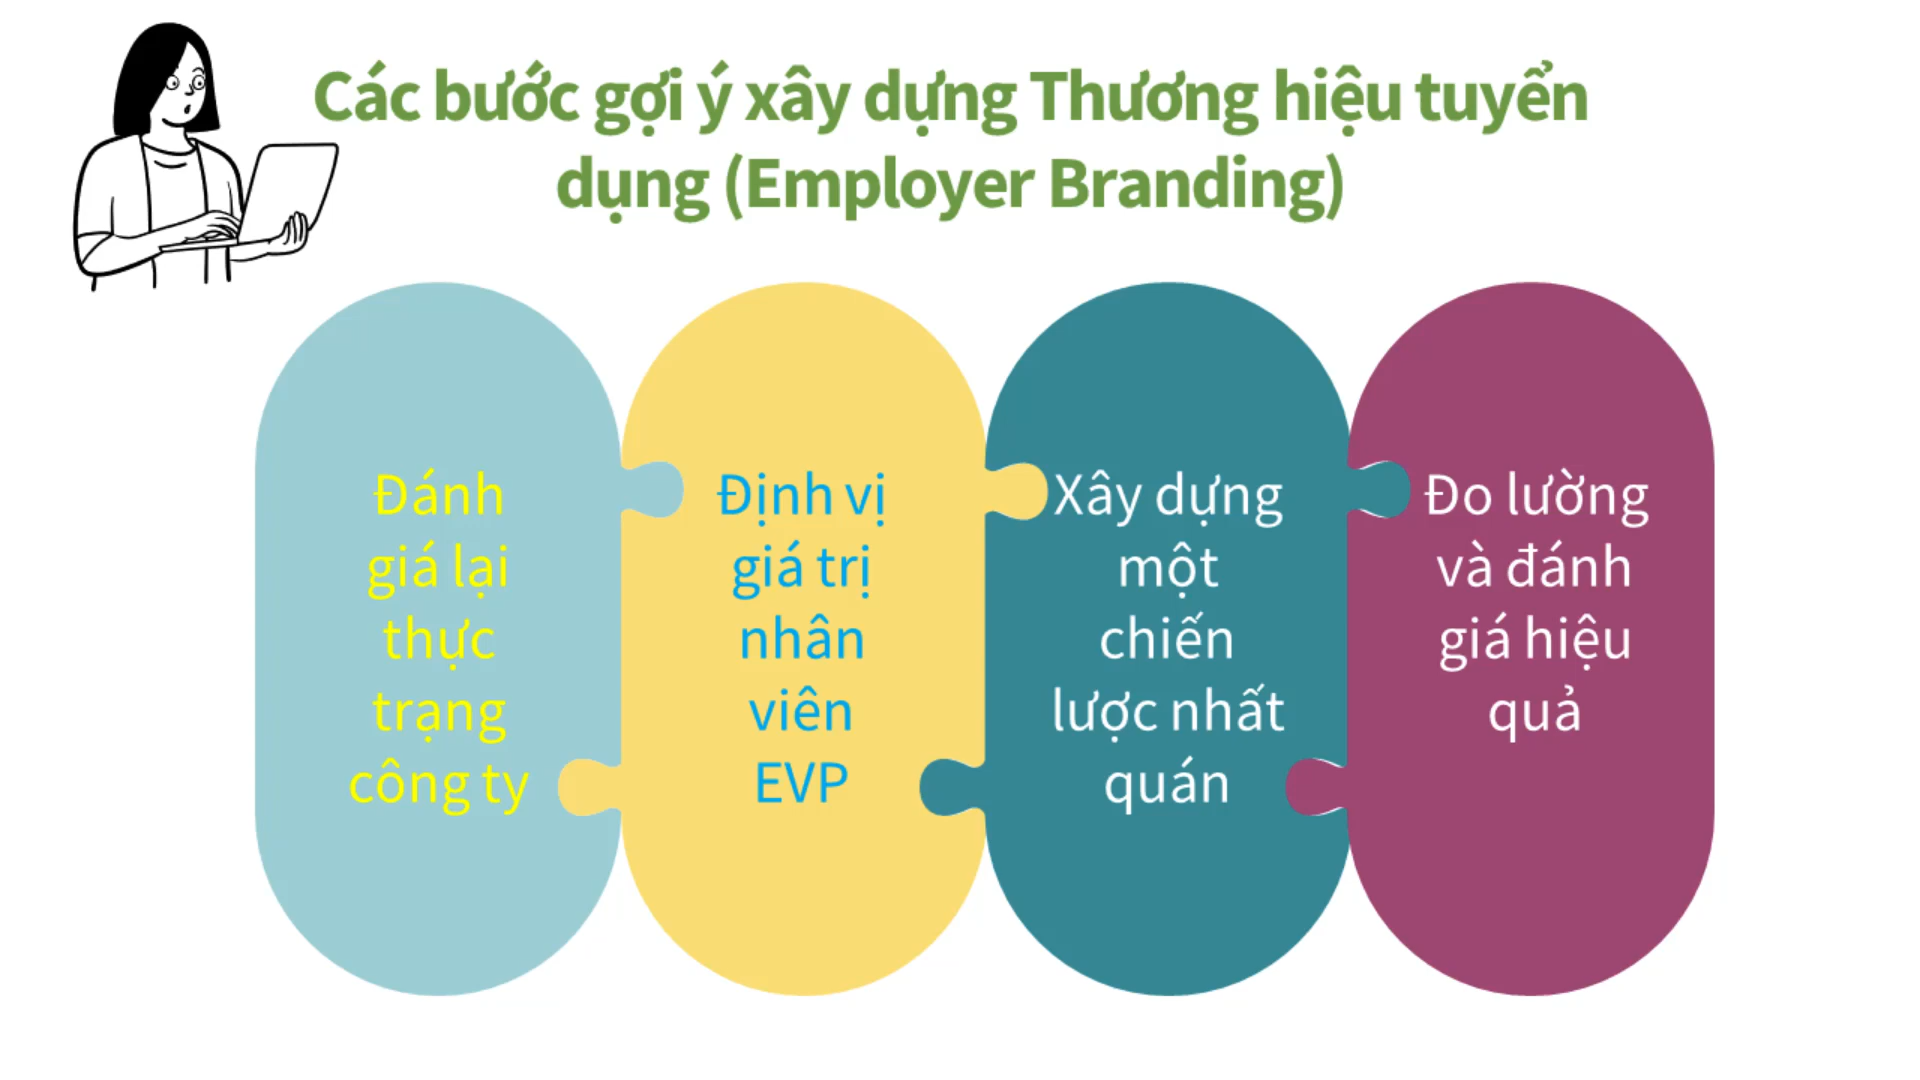 Các bước gợi ý xây dựng Thương hiệu tuyển
dụng (Employer Branding)
Đánh
giá lại
thực
trạng
công ty
Định vị
giá trị
nhân
viên
EVP
Xây dựng
một
chiến
lược nhất
quán
Đo lường
và đánh
giá hiệu
quả